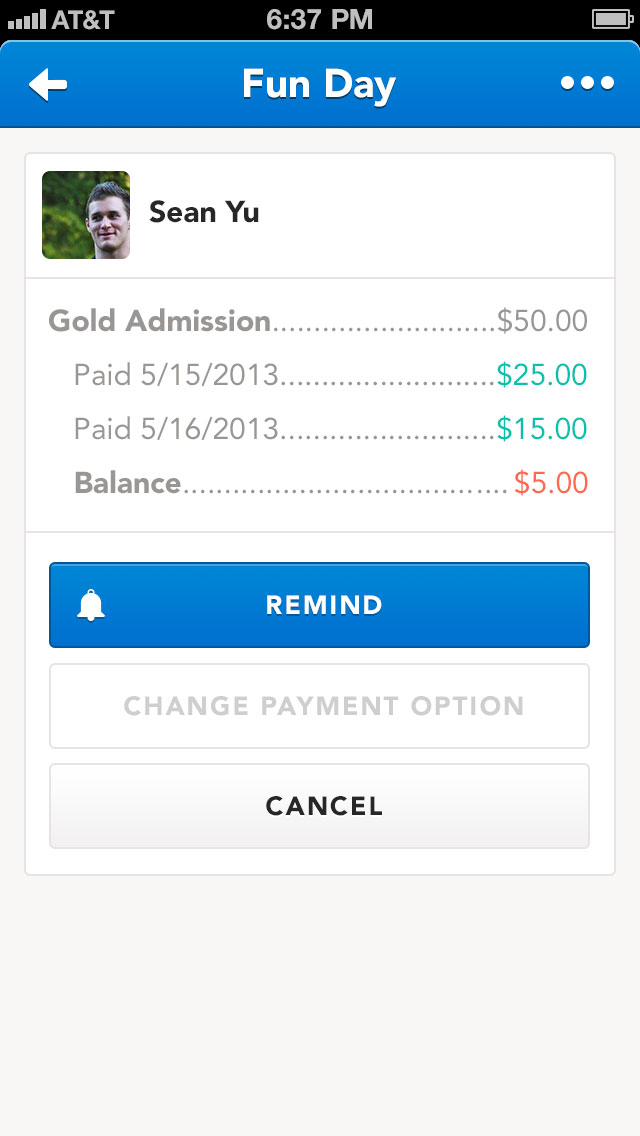 AT&T 6:37 PM
Fun Day
Sean Yu
Gold Admission...........................$50.00
Paid 5/15/2013..........................$25.00
Paid 5/16/2013..........................$15.00
Balance....................................... $5.00
REMIND
CHANGE PAYMENT OPTION
CANCEL